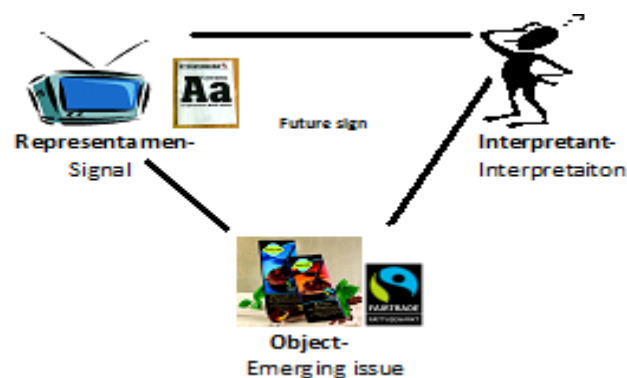 Aa
Future sign
Representamen-
Signal
Interpretant-
Interpretaiton
FAIRTRADE
Object-
Emerging issue